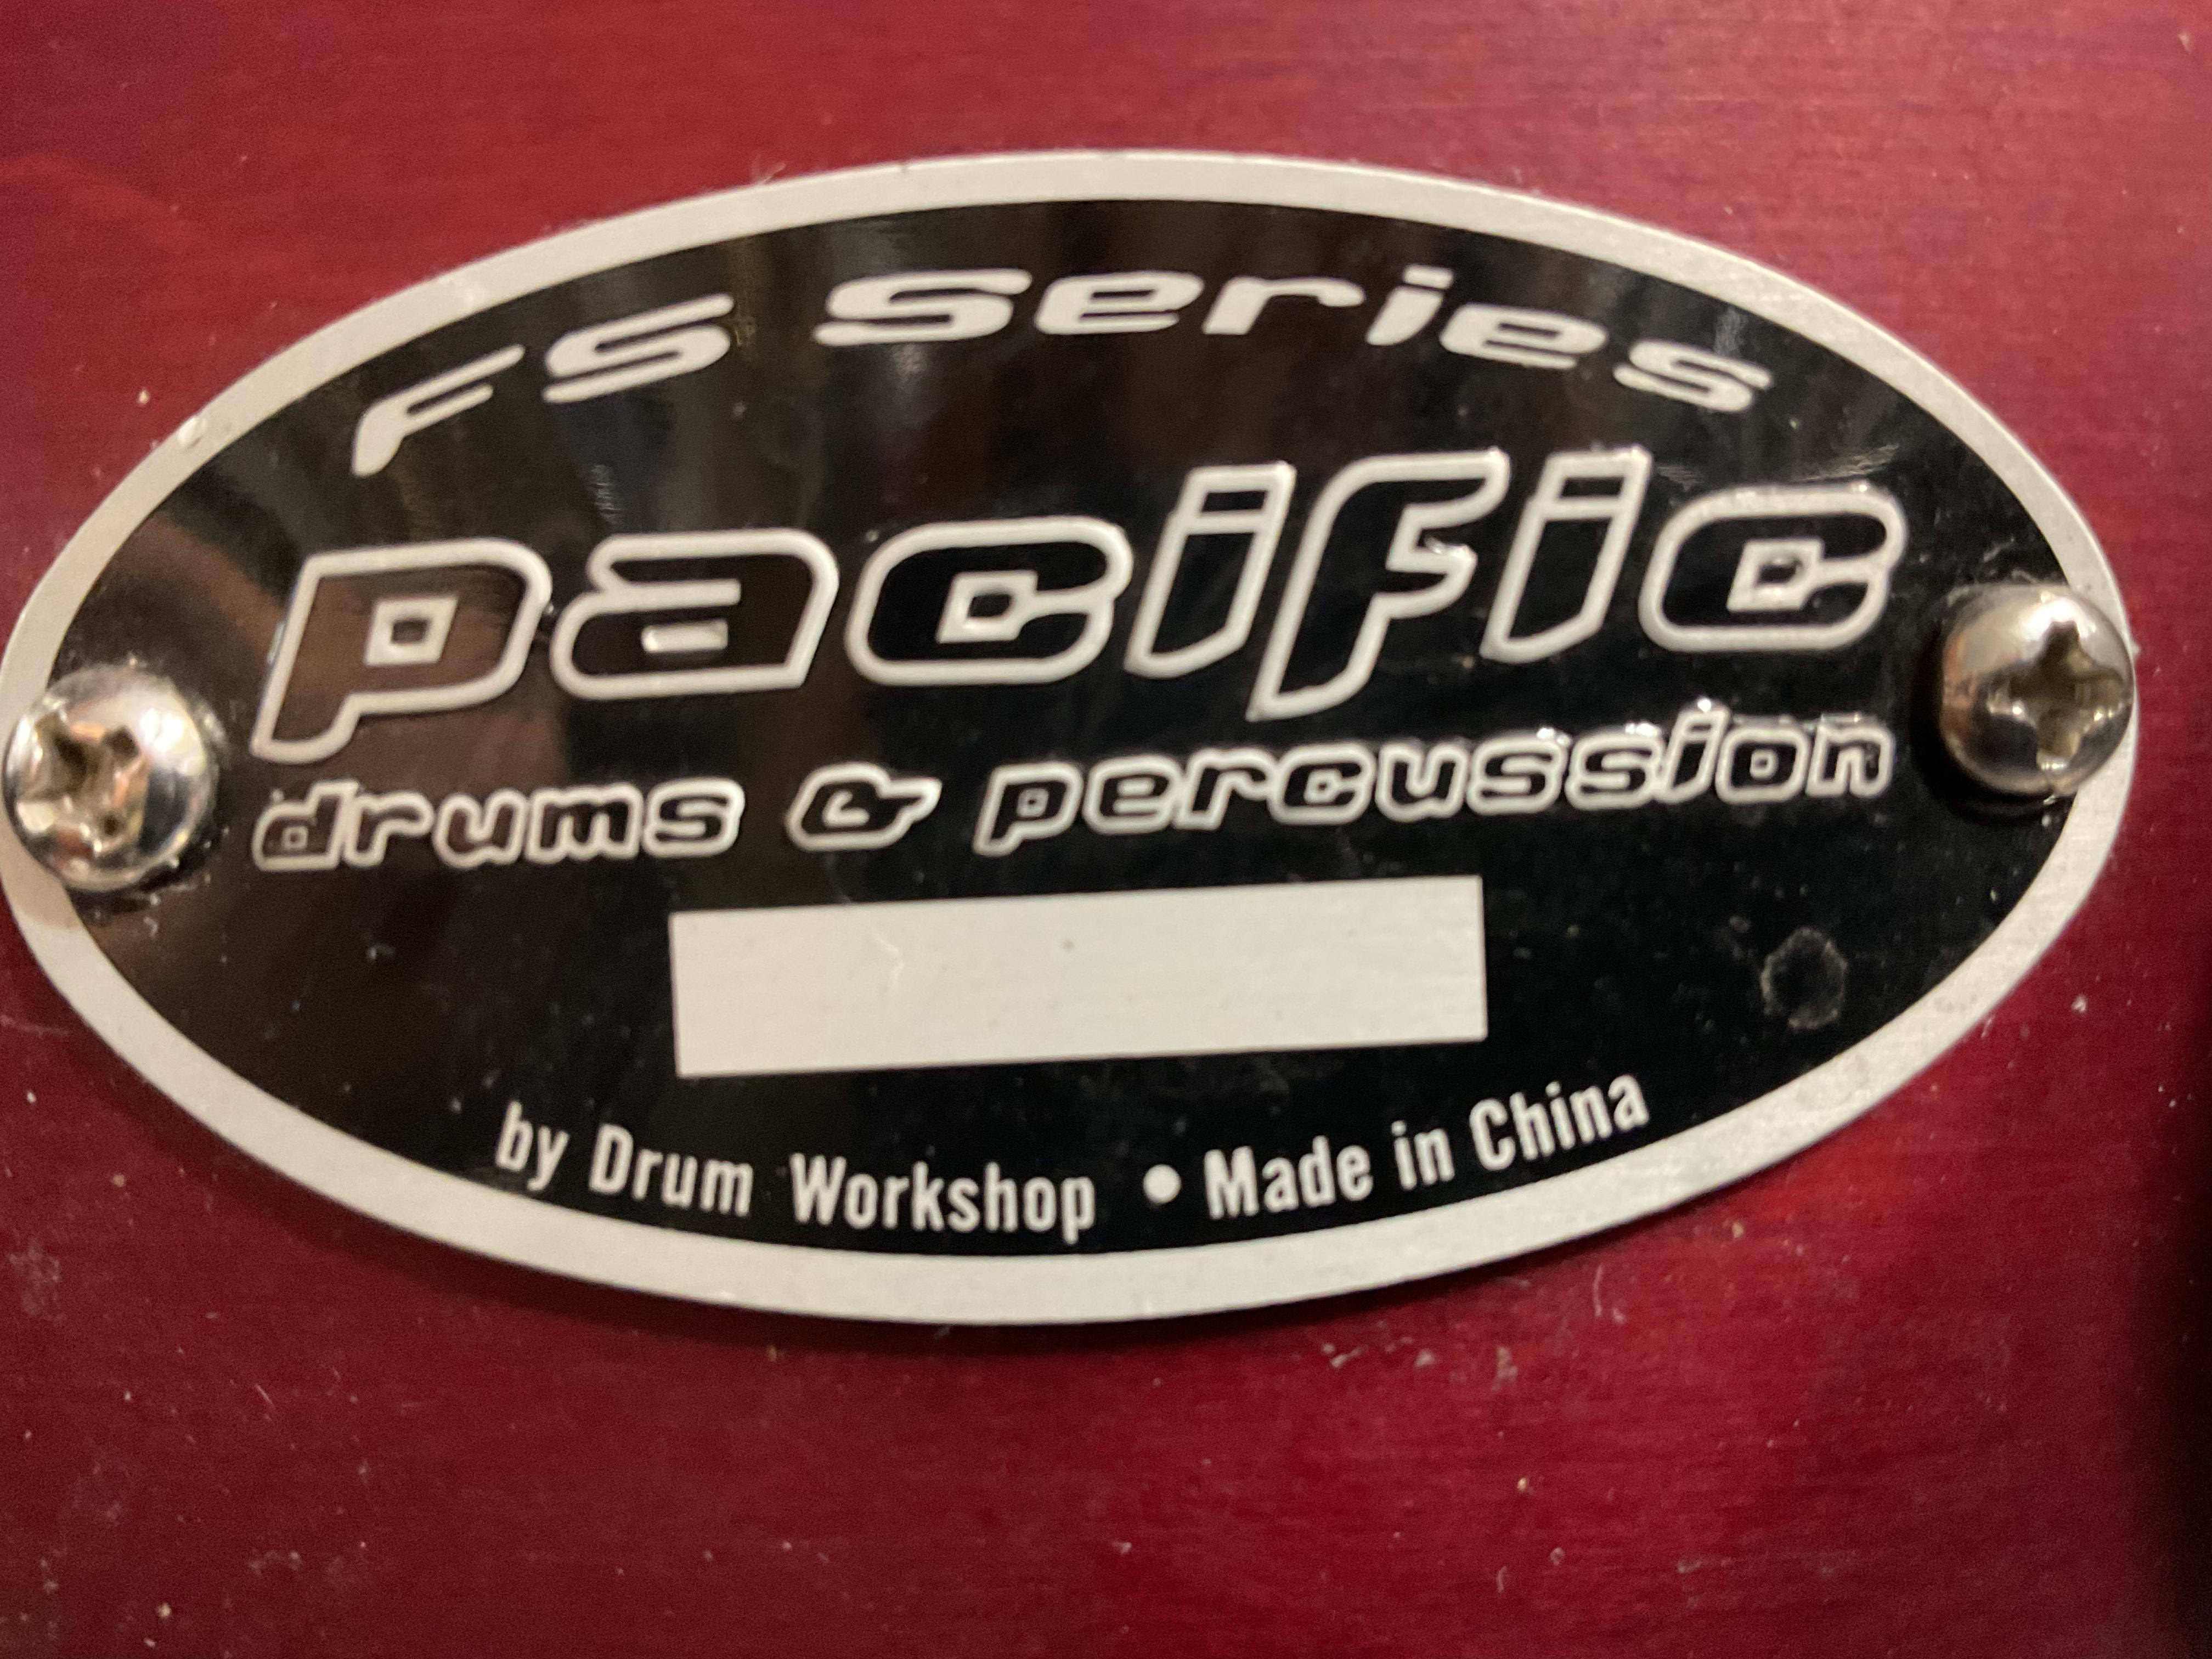 FS Series
pacific
drums & percussion
by Drum Workshop • Made in China